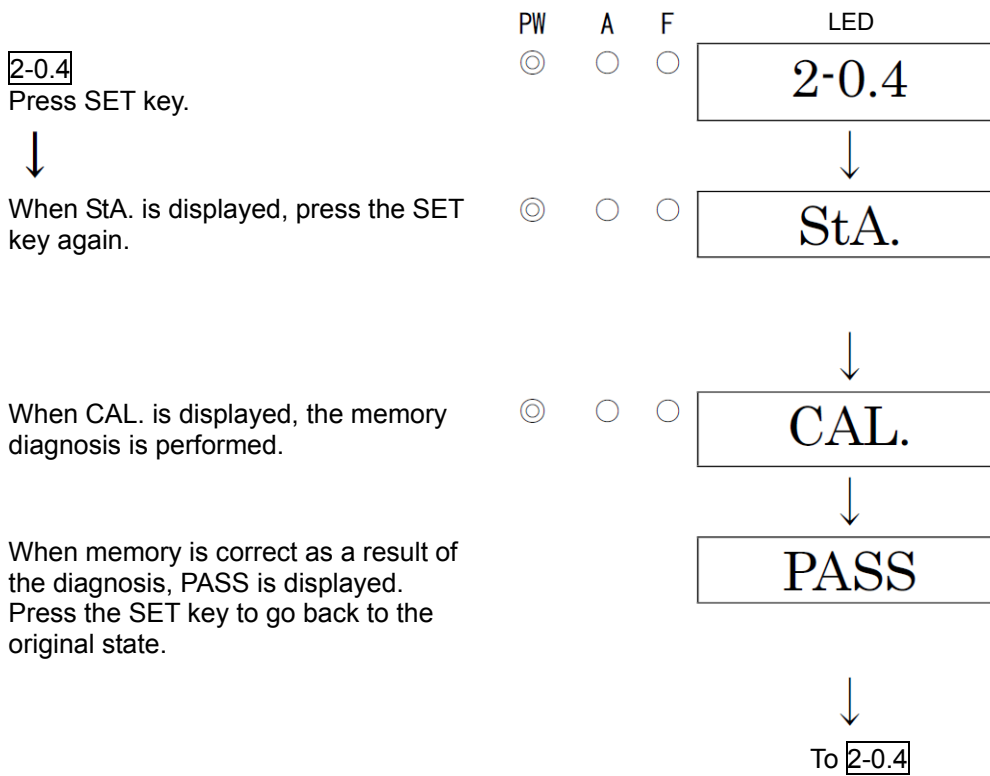 PW A F LED
2-0.4
Press SET key.
2-0.4
When StA. is displayed, press the SET
key again.
StA.
When CAL. is displayed, the memory
diagnosis is performed.
CAL.
When memory is correct as a result of
the diagnosis, PASS is displayed.
Press the SET key to go back to the
original state.
PASS
To 2-0.4